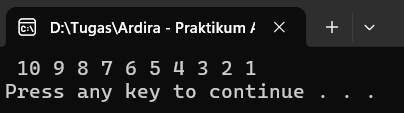 D:\Tugas\Ardira - Praktikum A
10 9 8 7 6 5 4 3 2 1
Press any key to continue . . .